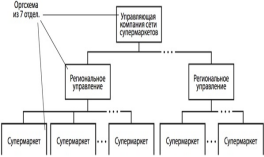 Оргсхема
из 7 отдел.
Управляющая
компания сети
супермаркетов
Региональное
управление
Региональное
управление
Супермаркет
Супермаркет
Супермаркет
Супермаркет
Супермаркет